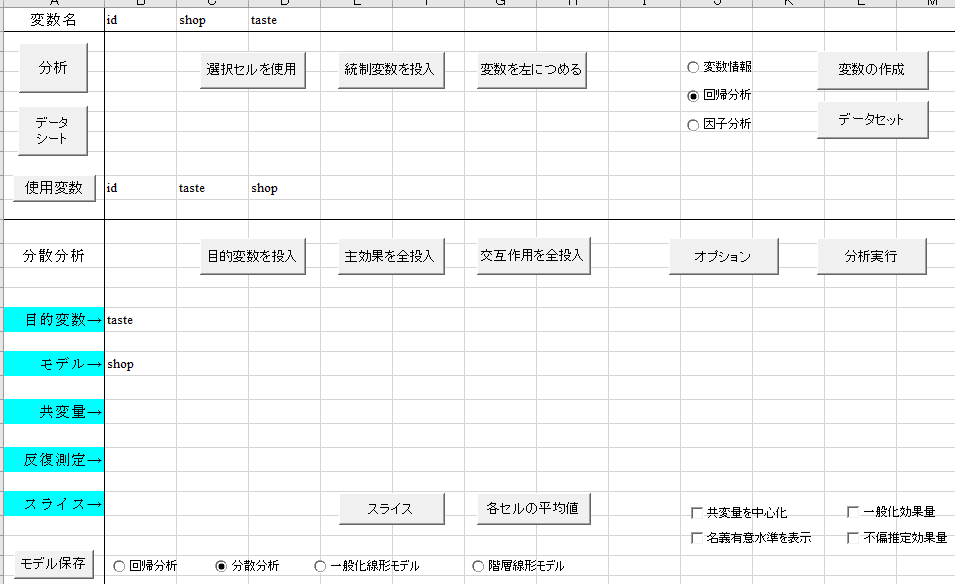 変数名 id shop taste
分析 選択セルを使用 統制変数を投入 変数を左につめる 変数情報 変数の作成
回帰分析
データシート 因子分析 データセット
使用変数 id taste shop
分散分析 目的変数を投入 主効果を全投入 交互作用を全投入 オプション 分析実行
目的変数→ taste
モデル→ shop
共変量→
反復測定→
スライス→ スライス 各セルの平均値 共変量を中心化 一般化効果量
名義有意水準を表示 不偏推定効果量
モデル保存 回帰分析 分散分析 一般化線形モデル 階層線形モデル